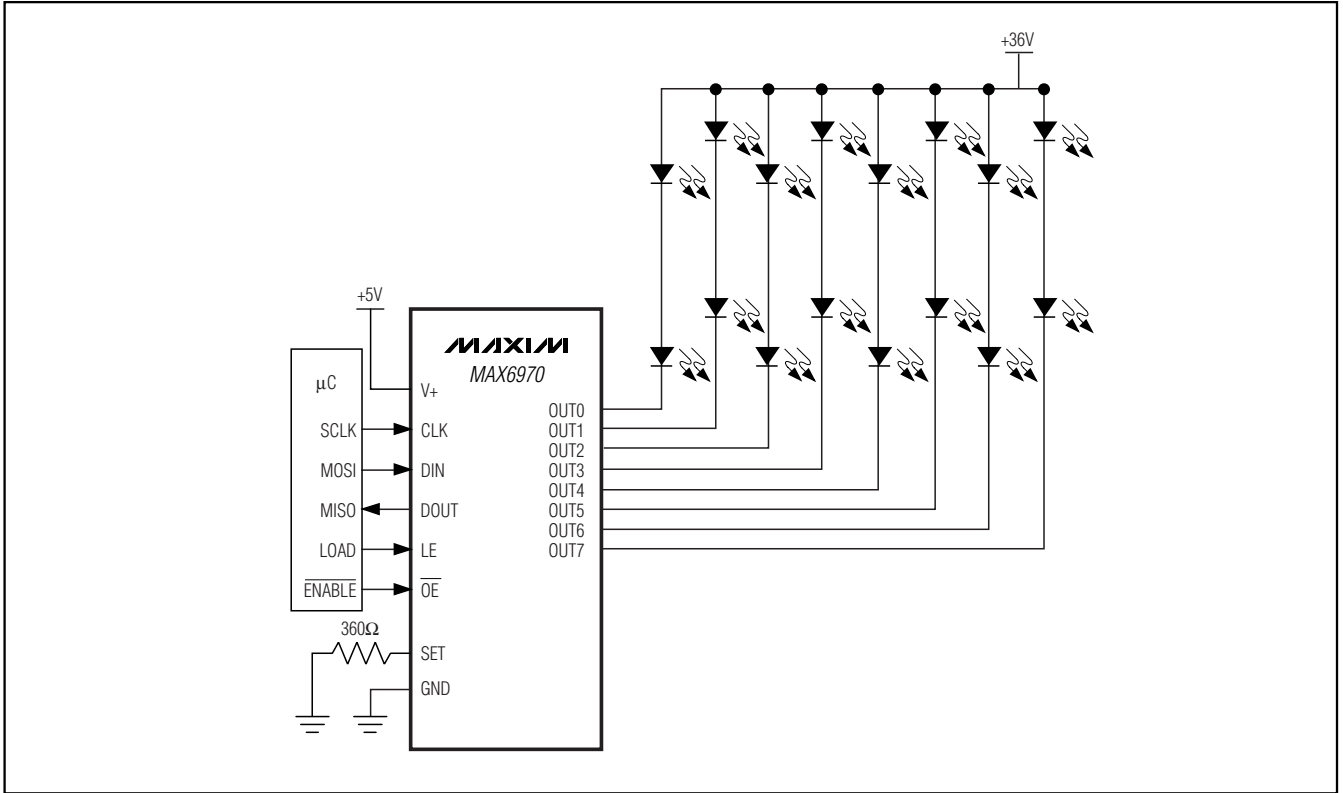 +36V
+5V
MAXIM
MAX6970
µC
V+
OUT0
SCLK
CLK
OUT1
OUT2
MOSI
DIN
OUT3
OUT4
MISO
DOUT
OUT5
OUT6
LOAD
LE
OUT7
ENABLE
OE
360Ω
SET
GND